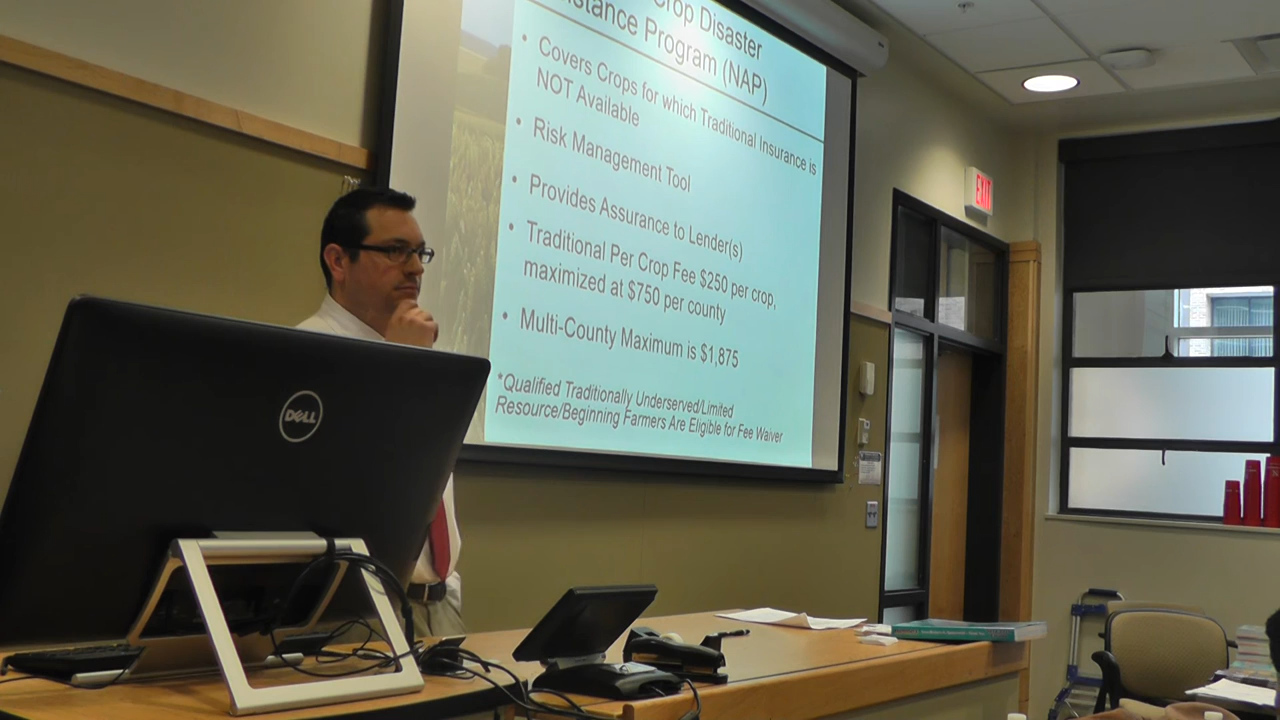 Crop Disaster
stance Program (NAP)
• Covers Crops for which Traditional Insurance is
NOT Available
• Risk Management Tool
• Provides Assurance to Lender(s)
• Traditional Per Crop Fee $250 per crop,
maximized at $750 per county
• Multi-County Maximum is $1,875
*Qualified Traditionally Underserved/Limited
Resource/Beginning Farmers Are Eligible for Fee Waiver
EXIT
DELL